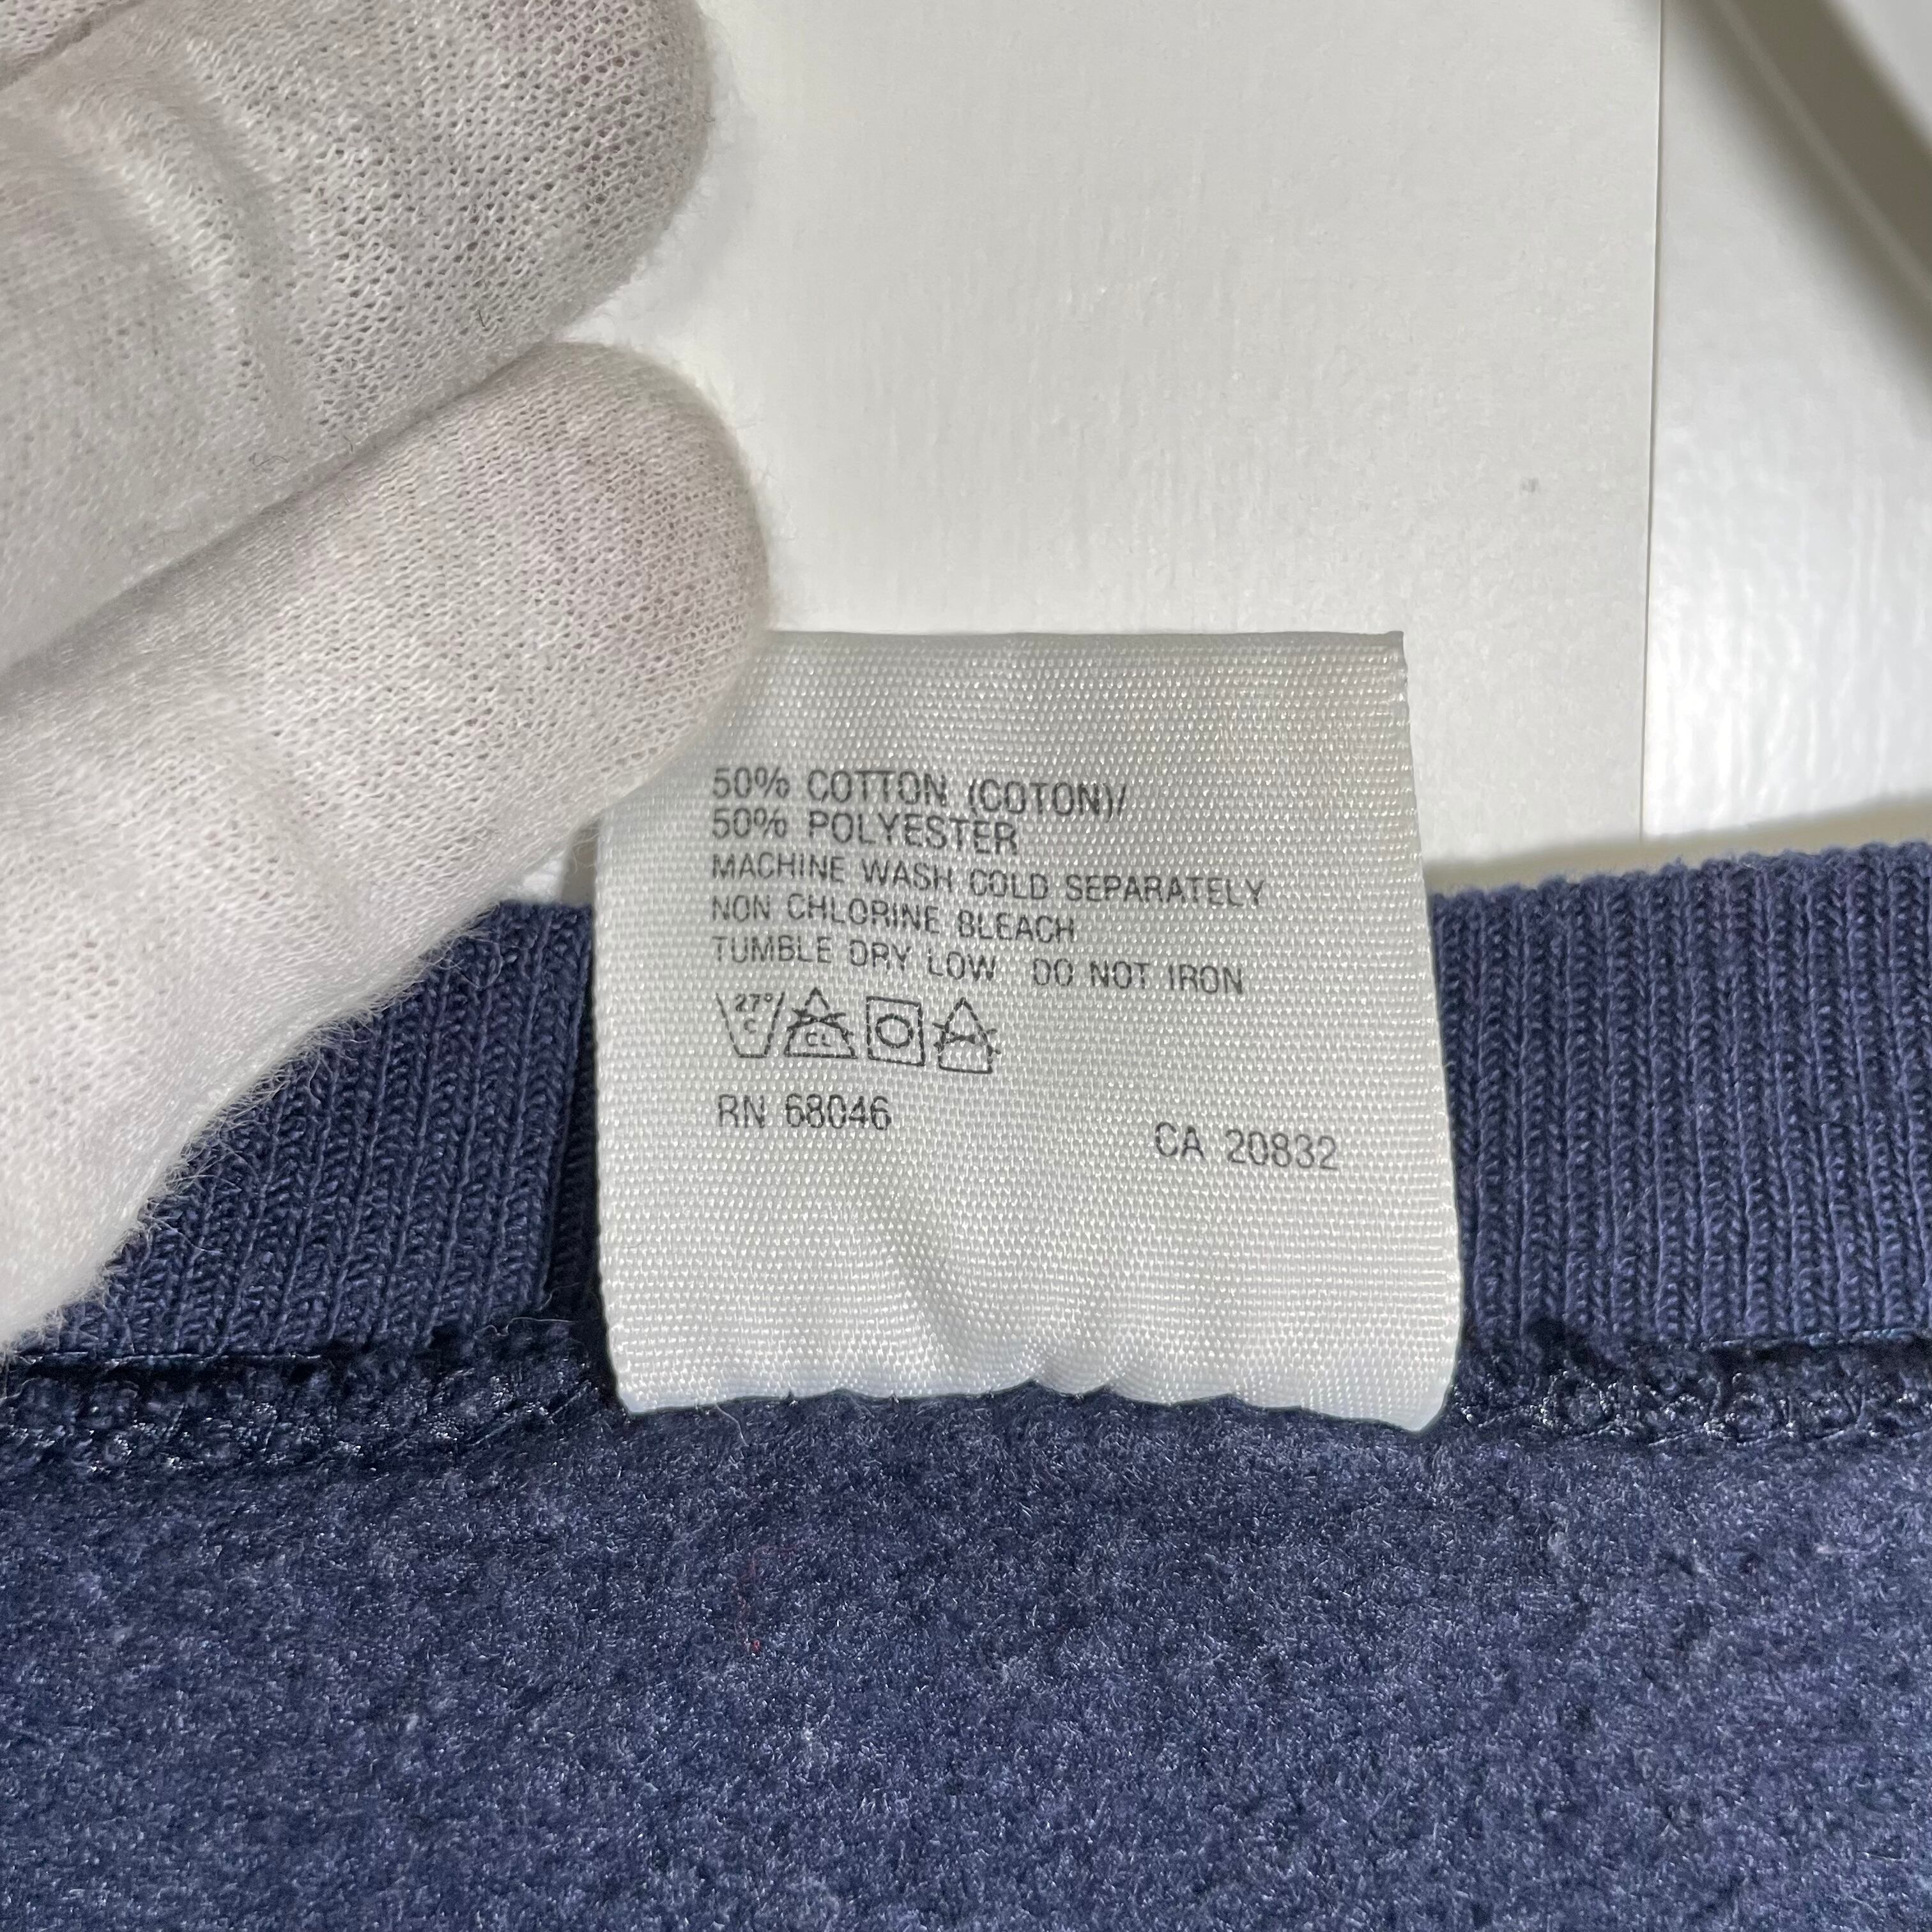 50% COTTON (COTON)/
50% POLYESTER
MACHINE WASH COLD SEPARATELY
NON CHLORINE BLEACH
TUMBLE DRY LOW DO NOT IRON
27° C CL
RN 68046 CA 20832